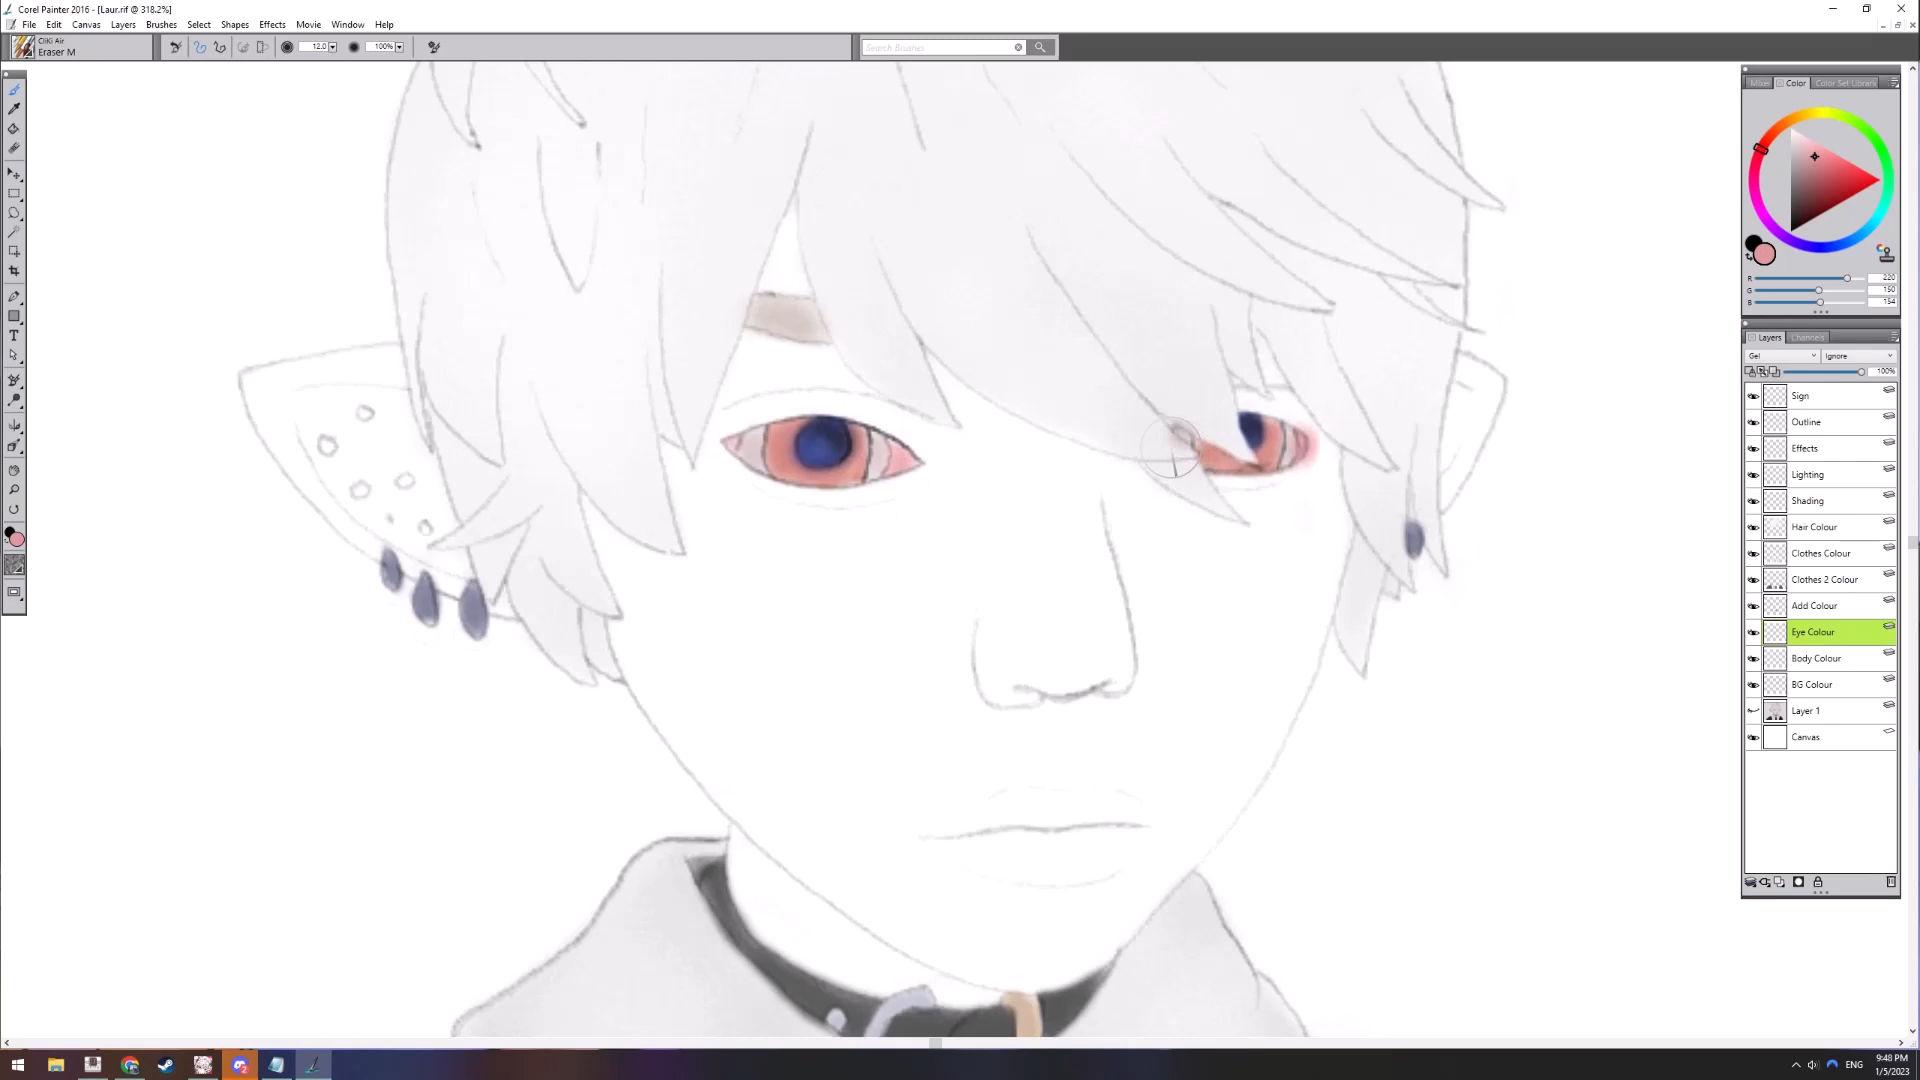 Corel Painter 2016 - [Laur.rif @ 318.2%]
File Edit Canvas Layers Brushes Select Shapes Effects Movie Window Help
CliKi Air
Eraser M
12.0
100%
Search Brushes
Mixer Color Color Set Librari
R 220
G 150
B 154
Layers Channels
Gel Ignore
100%
Sign
Outline
Effects
Lighting
Shading
Hair Colour
Clothes Colour
Clothes 2 Colour
Add Colour
Eye Colour
Body Colour
BG Colour
Layer 1
Canvas
ENG
9:48 PM
1/5/2023